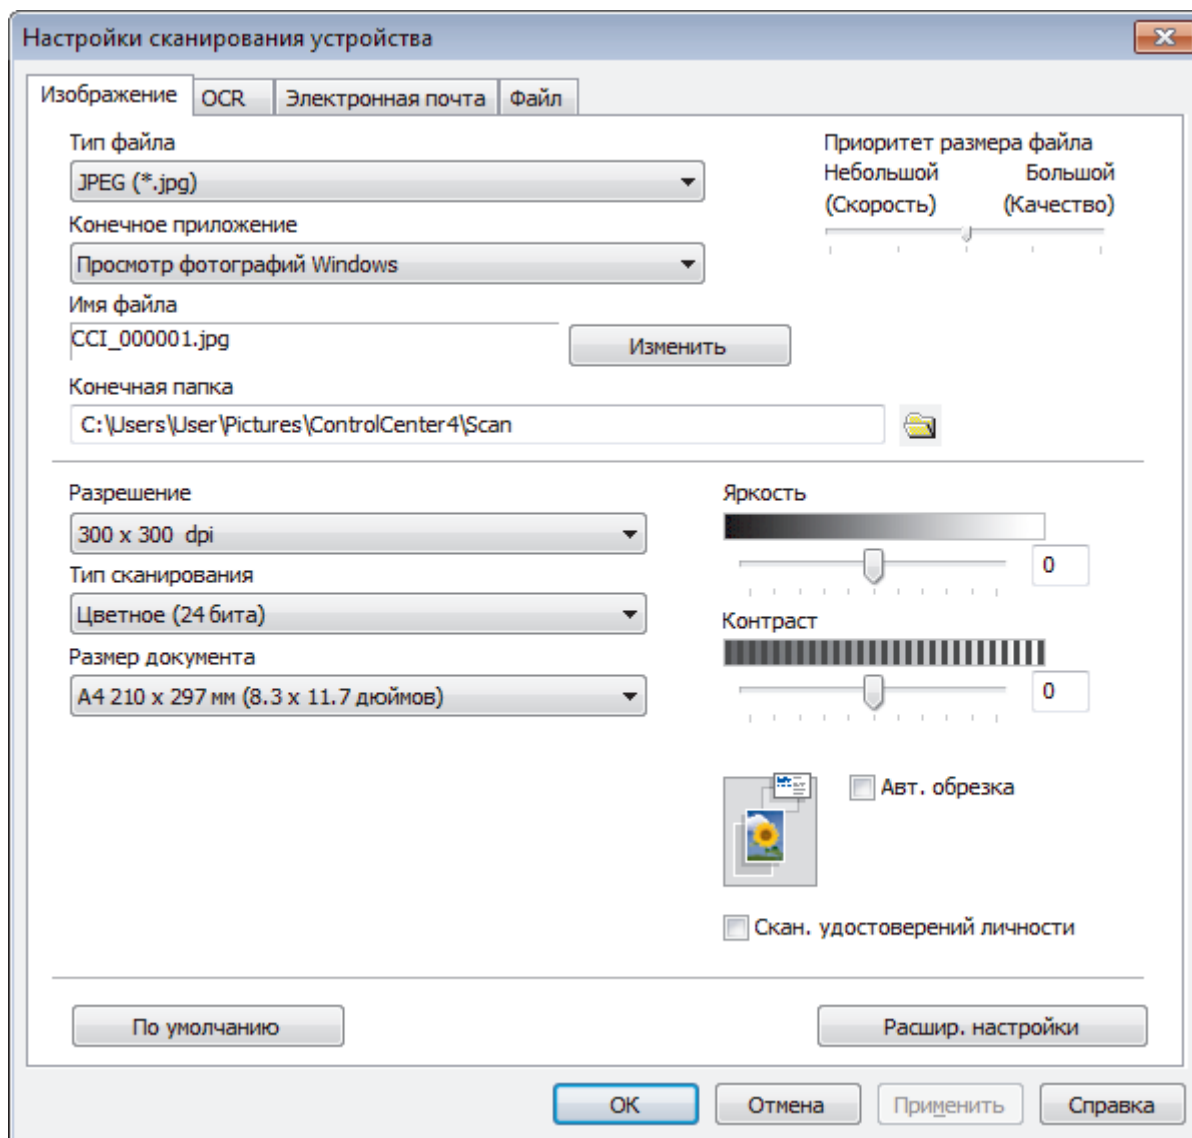 Настройки сканирования устройства
Изображение OCR Электронная почта Файл
Тип файла
JPEG (*.jpg)
Приоритет размера файла
Небольшой Большой
(Скорость) (Качество)
Конечное приложение
Просмотр фотографий Windows
Имя файла
CCI_000001.jpg
Изменить
Конечная папка
C:\Users\User\Pictures\ControlCenter4\Scan
Разрешение
300 x 300 dpi
Тип сканирования
Цветное (24 бита)
Размер документа
A4 210 x 297 мм (8.3 x 11.7 дюймов)
Яркость
0
Контраст
0
Авт. обрезка
Скан. удостоверений личности
По умолчанию
Расшир. настройки
OK Отмена Применить Справка